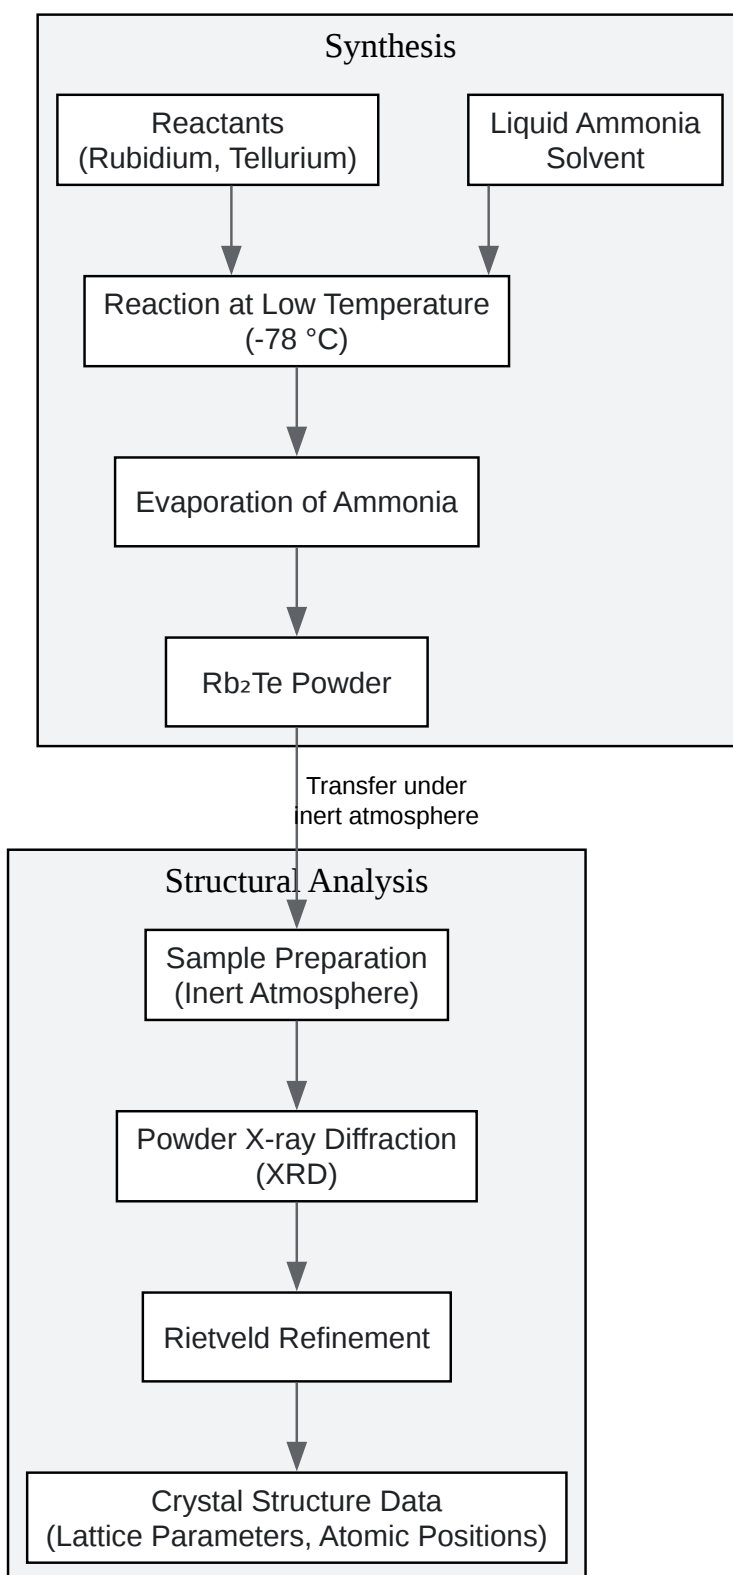 Synthesis
Reactants
(Rubidium, Tellurium)
Liquid Ammonia
Solvent
Reaction at Low Temperature
(-78 °C)
Evaporation of Ammonia
Rb₂Te Powder
Transfer under
inert atmosphere
Structural Analysis
Sample Preparation
(Inert Atmosphere)
Powder X-ray Diffraction
(XRD)
Rietveld Refinement
Crystal Structure Data
(Lattice Parameters, Atomic Positions)